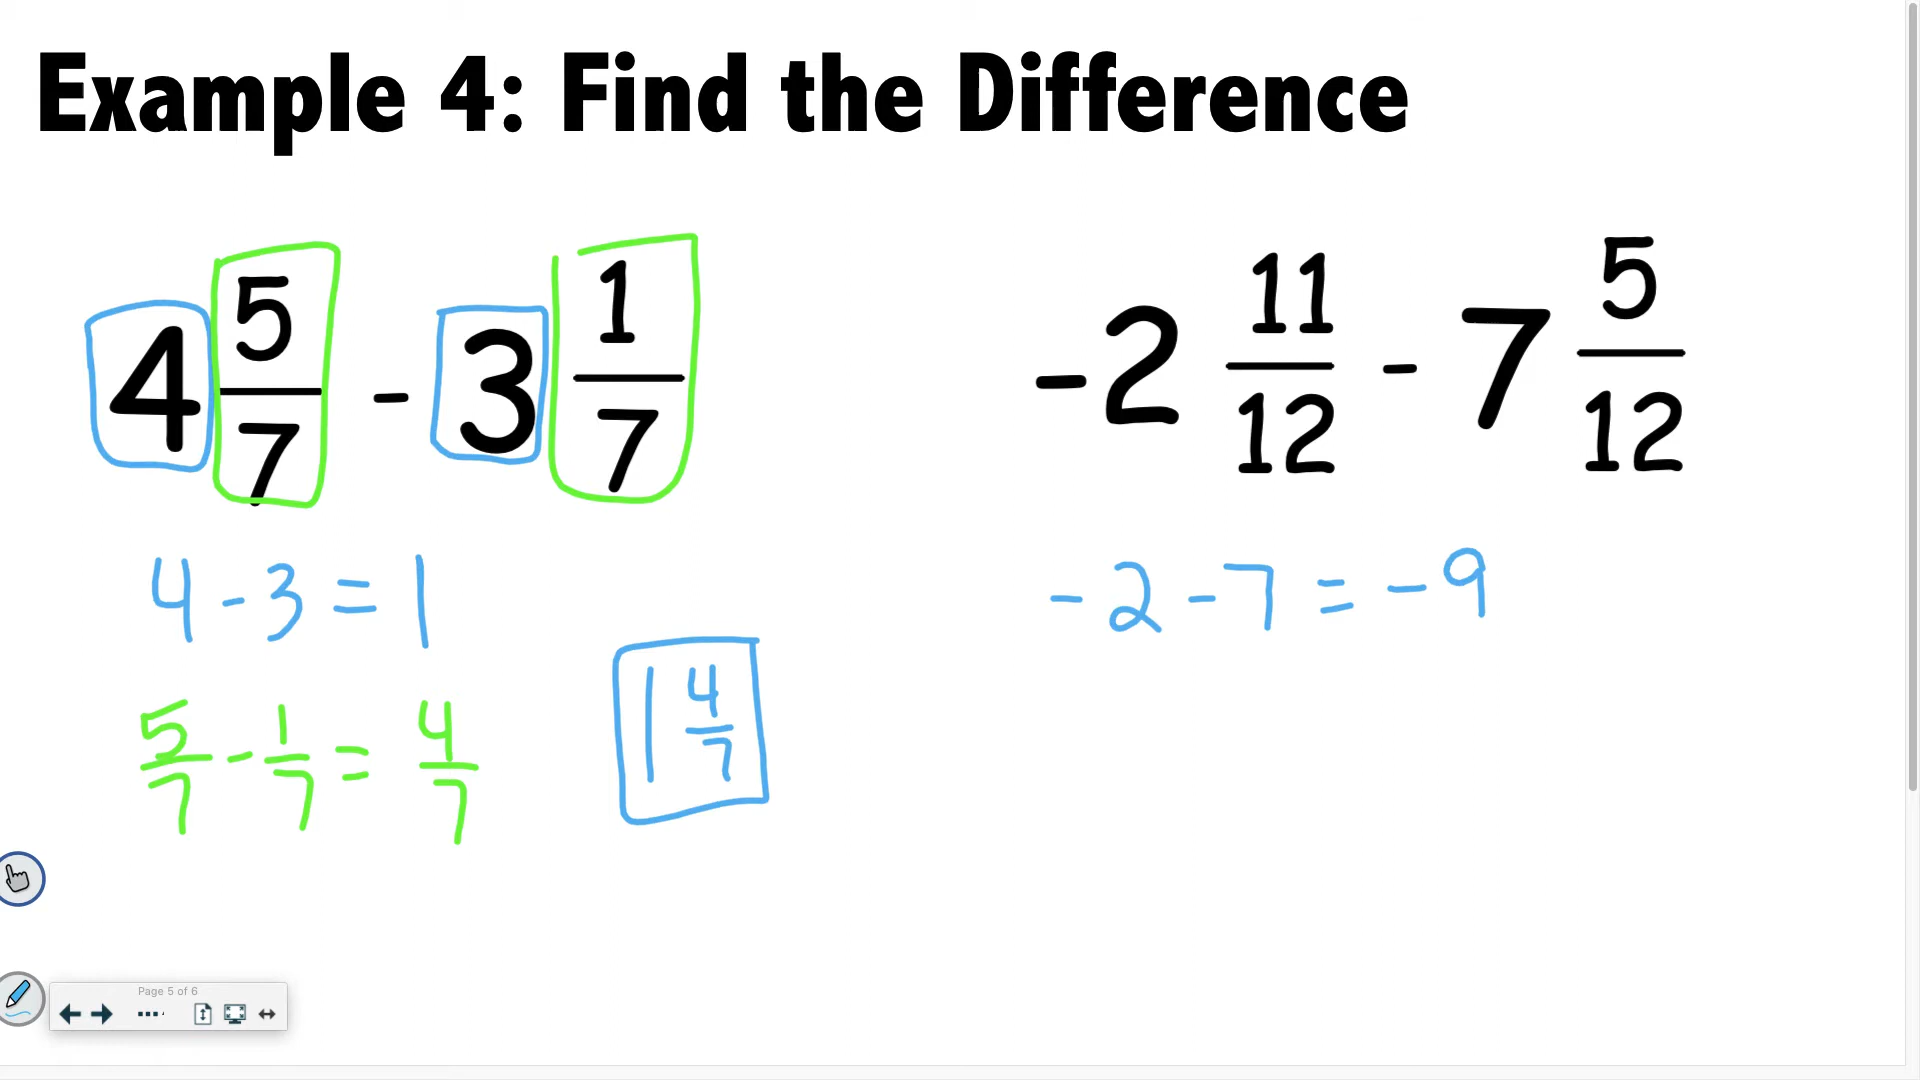 Example 4: Find the Difference
4 5/7 - 3 1/7
-2 11/12 - 7 5/12
4 - 3 = 1
5/7 - 1/7 = 4/7
1 4/7
-2 - 7 = -9
Page 5 of 6